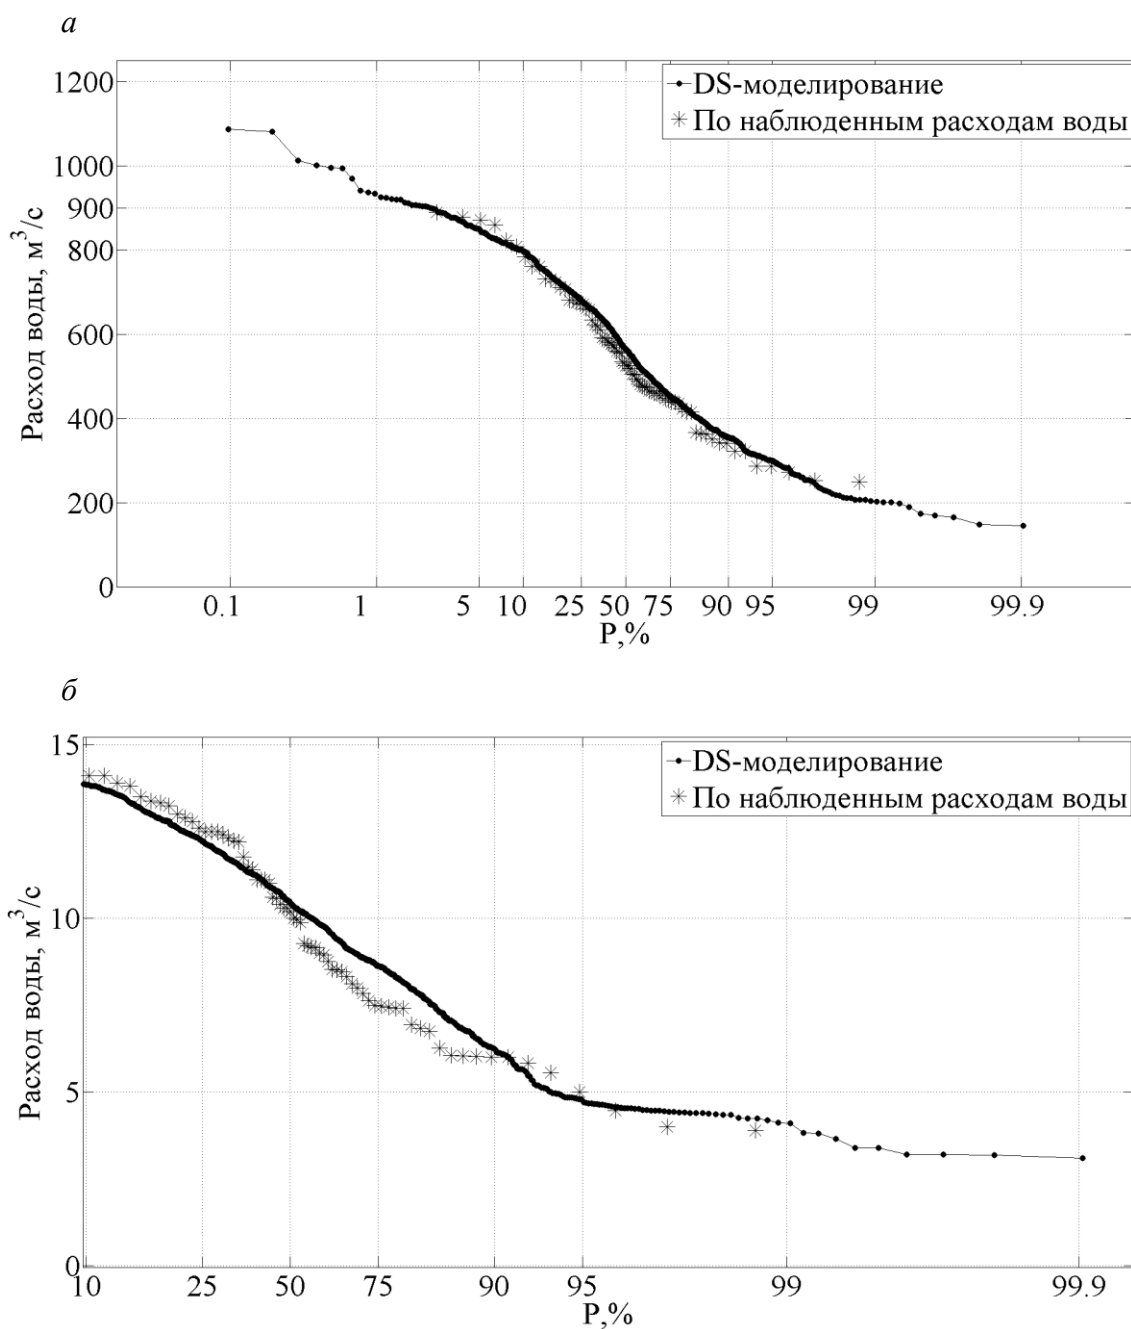 а
1200
1000
900
800
600
400
200
0
Расход воды, м³/с
DS-моделирование
По наблюденным расходам воды
0.1 1 5 10 25 50 75 90 95 99 99.9
P,%
б
15
10
5
0
Расход воды, м³/с
DS-моделирование
По наблюденным расходам воды
10 25 50 75 90 95 99 99.9
P,%